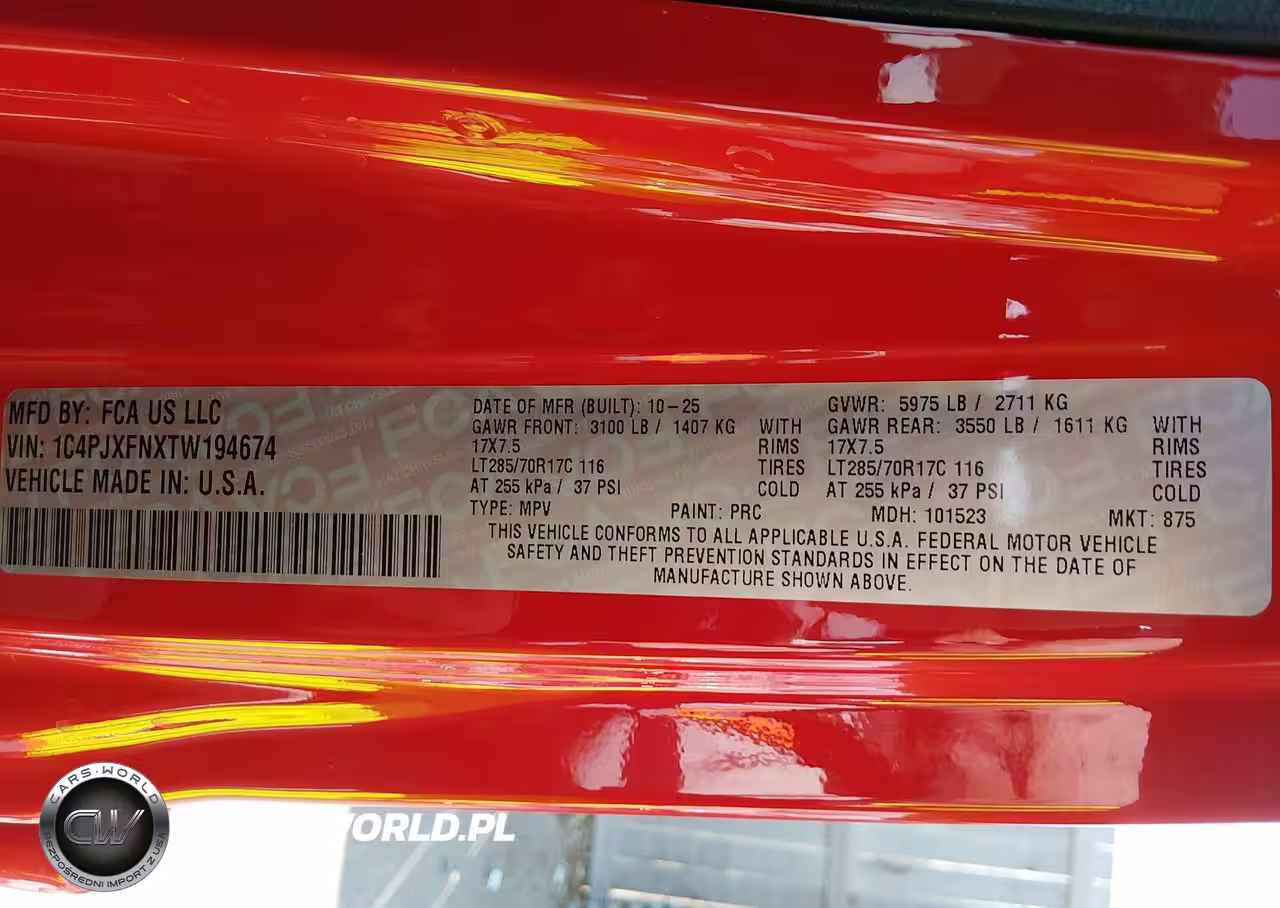 MFD BY: FCA US LLC
VIN: 1C4PJXFNXTW194674
VEHICLE MADE IN: U.S.A.
DATE OF MFR (BUILT): 10-25 GVWR: 5975 LB / 2711 KG
GAWR FRONT: 3100 LB / 1407 KG WITH GAWR REAR: 3550 LB / 1611 KG WITH
17X7.5 RIMS 17X7.5 RIMS
LT285/70R17C 116 TIRES LT285/70R17C 116 TIRES
AT 255 kPa / 37 PSI COLD AT 255 kPa / 37 PSI COLD
TYPE: MPV PAINT: PRC MDH: 101523 MKT: 875
THIS VEHICLE CONFORMS TO ALL APPLICABLE U.S.A. FEDERAL MOTOR VEHICLE
SAFETY AND THEFT PREVENTION STANDARDS IN EFFECT ON THE DATE OF
MANUFACTURE SHOWN ABOVE.
CARS-WORLD
CW
BEZPOŚREDNI IMPORT Z USA
ORLD.PL